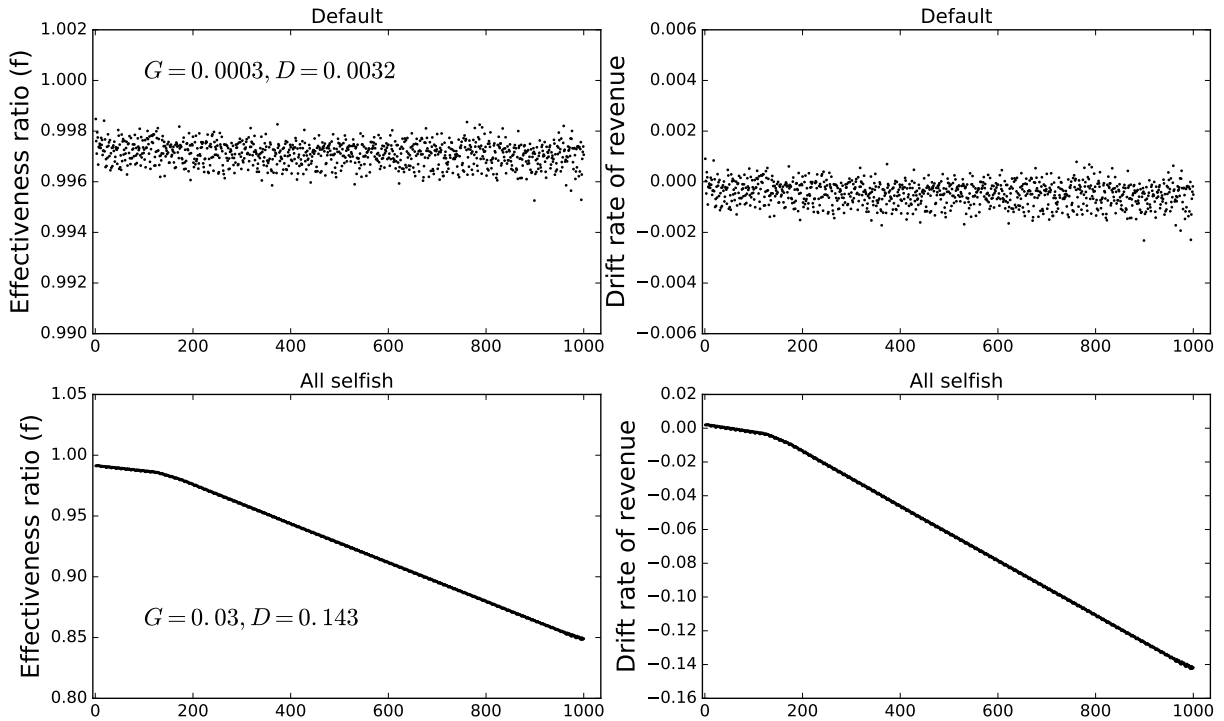 Default
Effectiveness ratio (f)
1.002
1.000
0.998
0.996
0.994
0.992
0.990
G = 0.0003, D = 0.0032
0 200 400 600 800 1000
Default
Drift rate of revenue
0.006
0.004
0.002
0.000
−0.002
−0.004
−0.006
0 200 400 600 800 1000
All selfish
Effectiveness ratio (f)
1.05
1.00
0.95
0.90
0.85
0.80
G = 0.03, D = 0.143
0 200 400 600 800 1000
All selfish
Drift rate of revenue
0.02
0.00
−0.02
−0.04
−0.06
−0.08
−0.10
−0.12
−0.14
−0.16
0 200 400 600 800 1000